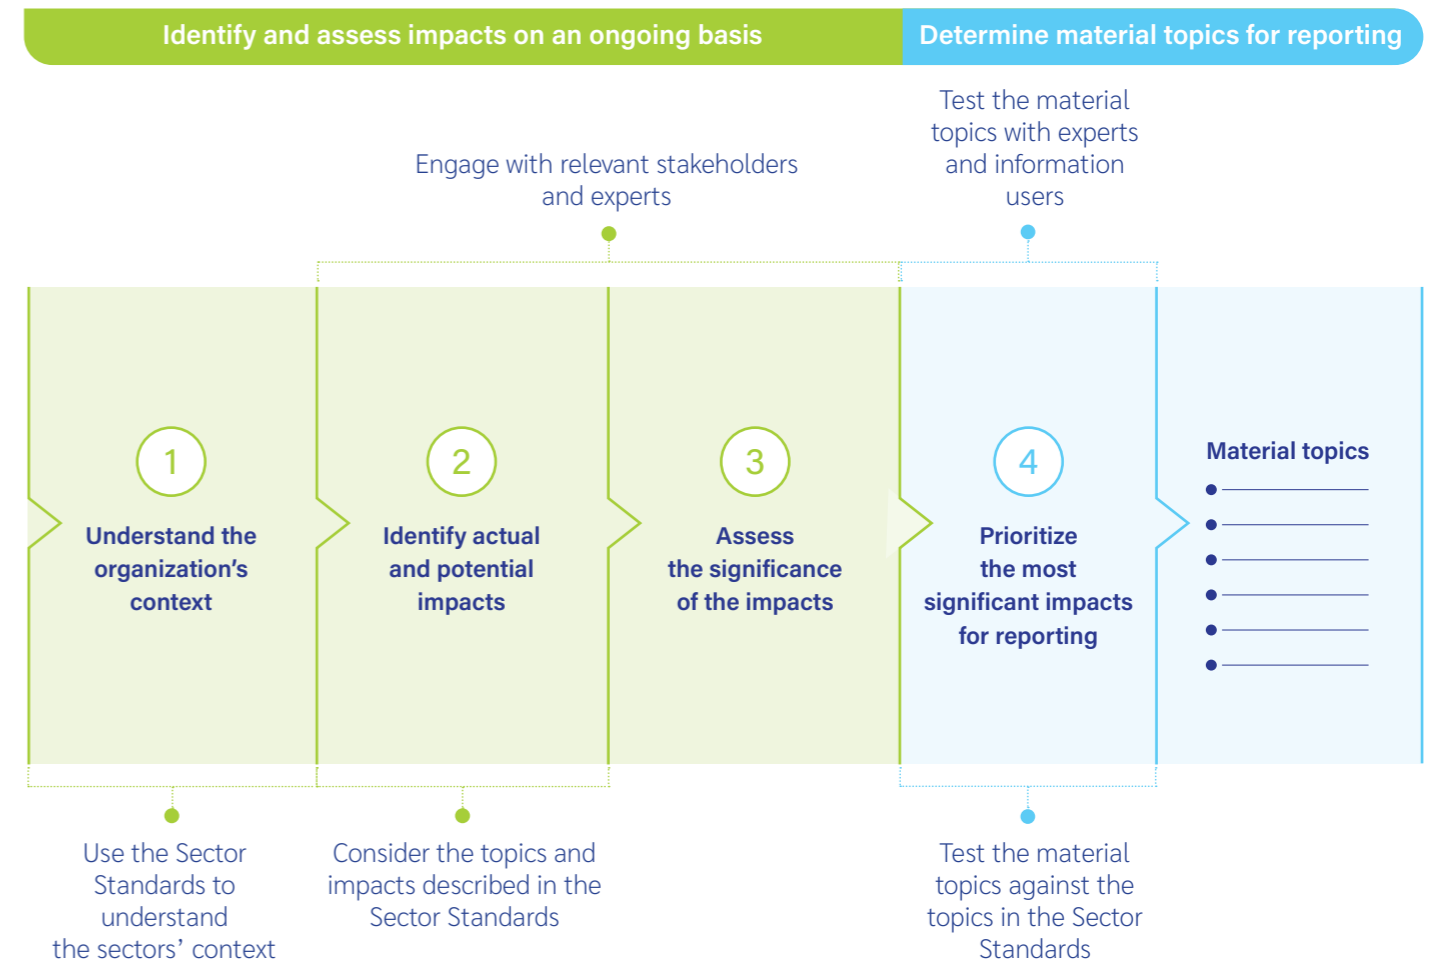 Identify and assess impacts on an ongoing basis
Determine material topics for reporting
Test the material
topics with experts
and information
users
Engage with relevant stakeholders
and experts
1
Understand the
organization's
context
2
Identify actual
and potential
impacts
3
Assess
the significance
of the impacts
4
Prioritize
the most
significant impacts
for reporting
Material topics
Use the Sector
Standards to
understand
the sectors’ context
Consider the topics and
impacts described in the
Sector Standards
Test the material
topics against the
topics in the Sector
Standards